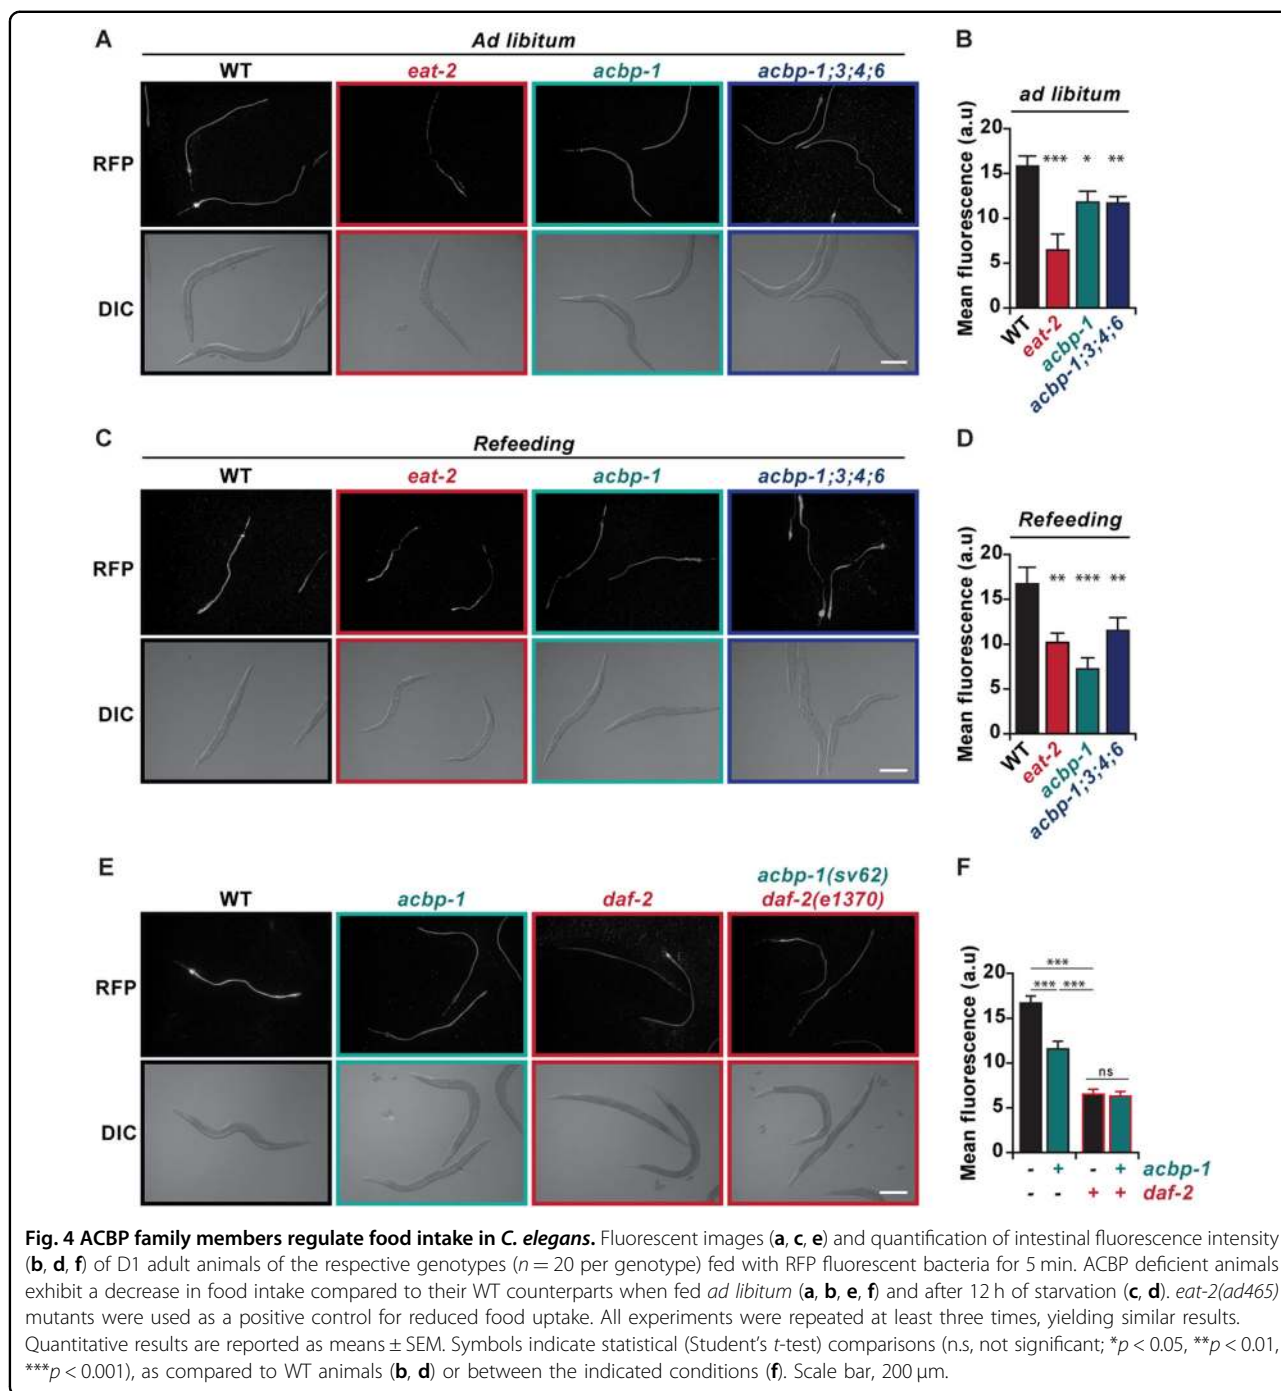 A
Ad libitum
WT
eat-2
acbp-1
acbp-1;3;4;6
RFP
DIC
B
ad libitum
Mean fluorescence (a.u)
20
15
10
5
0
***
*
**
WT
eat-2
acbp-1
acbp-1;3;4;6
C
Refeeding
WT
eat-2
acbp-1
acbp-1;3;4;6
RFP
DIC
D
Refeeding
Mean fluorescence (a.u)
20
15
10
5
0
**
***
**
WT
eat-2
acbp-1
acbp-1;3;4;6
E
WT
acbp-1
daf-2
acbp-1(sv62)
daf-2(e1370)
RFP
DIC
F
Mean fluorescence (a.u)
20
15
10
5
0
***
*** ***
ns
- + - + acbp-1
- - + + daf-2
Fig. 4 ACBP family members regulate food intake in C. elegans. Fluorescent images (a, c, e) and quantification of intestinal fluorescence intensity
(b, d, f) of D1 adult animals of the respective genotypes (n = 20 per genotype) fed with RFP fluorescent bacteria for 5 min. ACBP deficient animals
exhibit a decrease in food intake compared to their WT counterparts when fed ad libitum (a, b, e, f) and after 12 h of starvation (c, d). eat-2(ad465)
mutants were used as a positive control for reduced food uptake. All experiments were repeated at least three times, yielding similar results.
Quantitative results are reported as means ± SEM. Symbols indicate statistical (Student's t-test) comparisons (n.s, not significant; *p < 0.05, **p < 0.01,
***p < 0.001), as compared to WT animals (b, d) or between the indicated conditions (f). Scale bar, 200 μm.